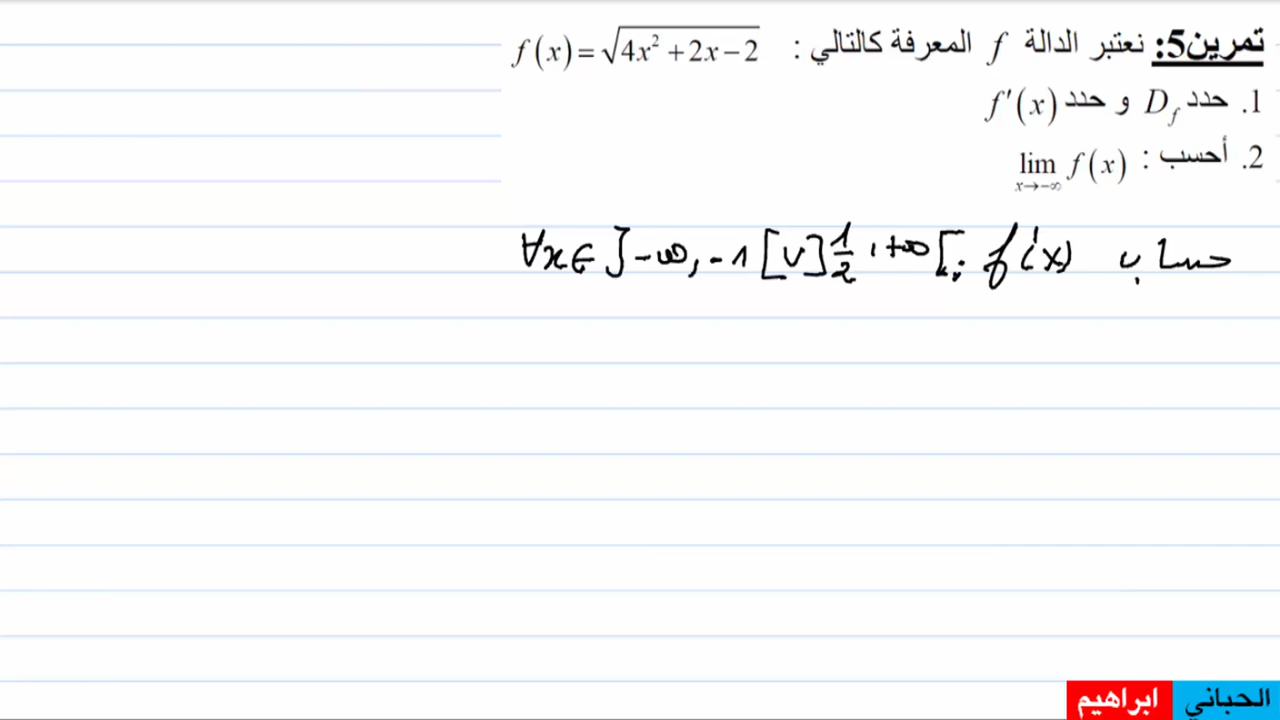 تمرين5: نعتبر الدالة f المعرفة كالتالي : f(x)=√(4x²+2x−2)
1. حدد D_f و حدد f'(x)
2. أحسب : lim_{x→−∞} f(x)
حساب f'(x) ; ∀x∈]−∞,−1[∪]1/2,+∞[
الحباني ابراهيم